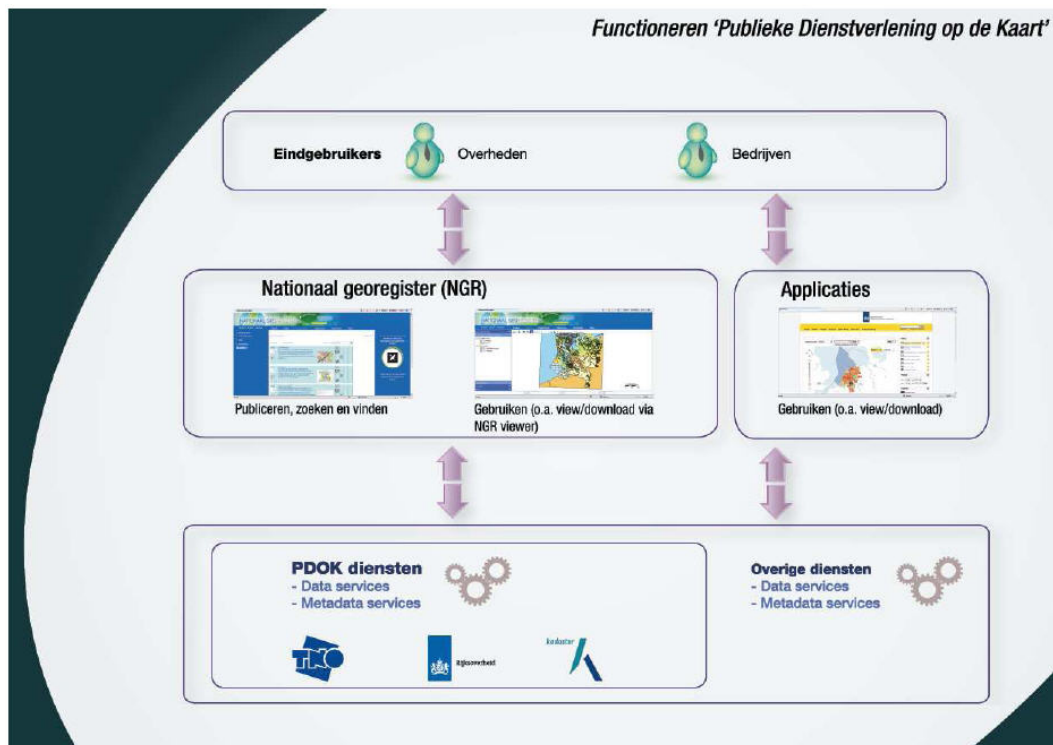 Functioneren ‘Publieke Dienstverlening op de Kaart’
Eindgebruikers
Overheden
Bedrijven
Nationaal georegister (NGR)
Publiceren, zoeken en vinden
Gebruiken (o.a. view/download via
NGR viewer)
Applicaties
Gebruiken (o.a. view/download)
PDOK diensten
- Data services
- Metadata services
TNO
Rijksoverheid
kadaster
Overige diensten
- Data services
- Metadata services